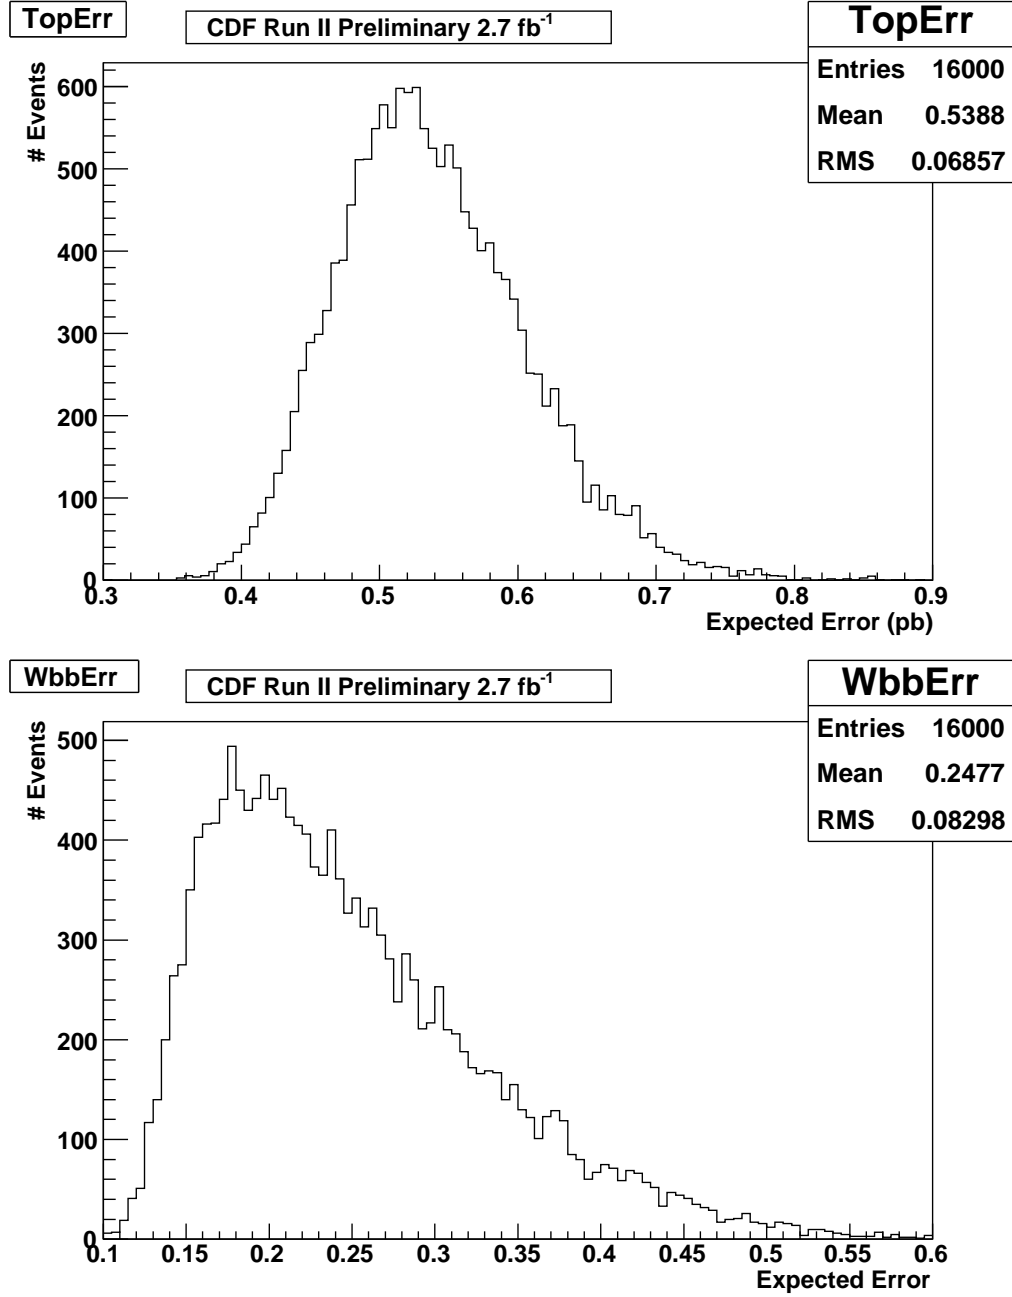 TopErr
CDF Run II Preliminary 2.7 fb-1
TopErr
Entries 16000
Mean 0.5388
RMS 0.06857
# Events
600
500
400
300
200
100
0
0.3 0.4 0.5 0.6 0.7 0.8 0.9
Expected Error (pb)
WbbErr
CDF Run II Preliminary 2.7 fb-1
WbbErr
Entries 16000
Mean 0.2477
RMS 0.08298
# Events
500
400
300
200
100
0
0.1 0.15 0.2 0.25 0.3 0.35 0.4 0.45 0.5 0.55 0.6
Expected Error